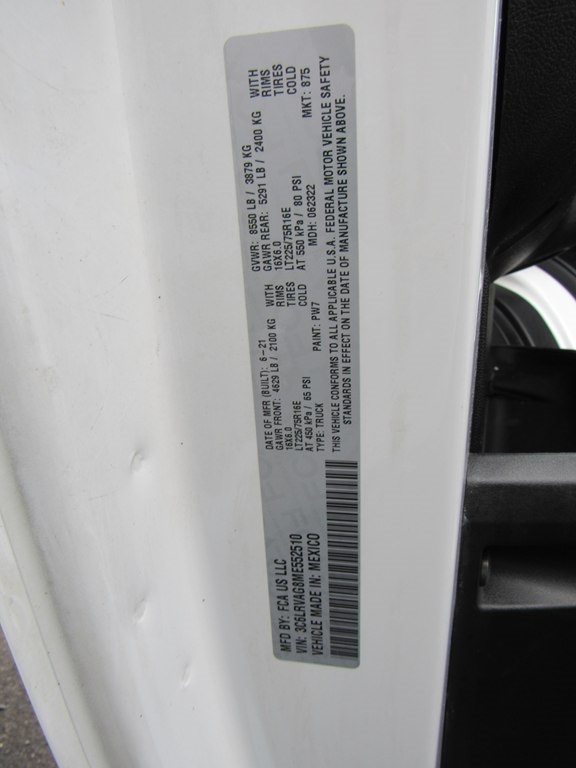 MFD BY: FCA US LLC
VIN: 3C6LRVAG8ME552510
VEHICLE MADE IN: MEXICO
DATE OF MFR (BUILT): 6-21
GAWR FRONT: 4629 LB / 2100 KG WITH
16X6.0 RIMS
LT225/75R16E TIRES
AT 450 kPa / 65 PSI COLD
TYPE: TRUCK PAINT: PW7
GVWR: 8550 LB / 3879 KG
GAWR REAR: 5291 LB / 2400 KG WITH
16X6.0 RIMS
LT225/75R16E TIRES
AT 550 kPa / 80 PSI COLD
MDH: 062322 MKT: 875
THIS VEHICLE CONFORMS TO ALL APPLICABLE U.S.A. FEDERAL MOTOR VEHICLE SAFETY
STANDARDS IN EFFECT ON THE DATE OF MANUFACTURE SHOWN ABOVE.